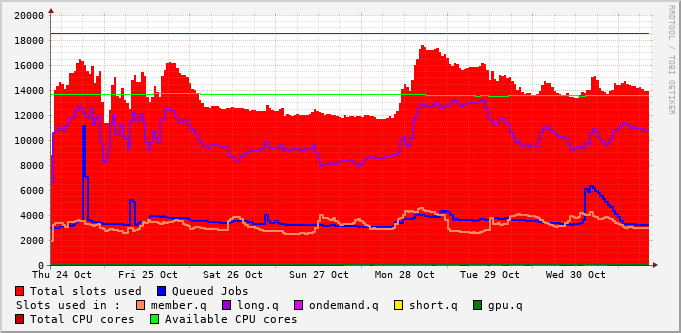 20000
18000
16000
14000
12000
10000
8000
6000
4000
2000
0
Thu 24 Oct Fri 25 Oct Sat 26 Oct Sun 27 Oct Mon 28 Oct Tue 29 Oct Wed 30 Oct
Total slots used Queued Jobs
Slots used in : member.q long.q ondemand.q short.q gpu.q
Total CPU cores Available CPU cores
RRDTOOL / TOBI OETIKER